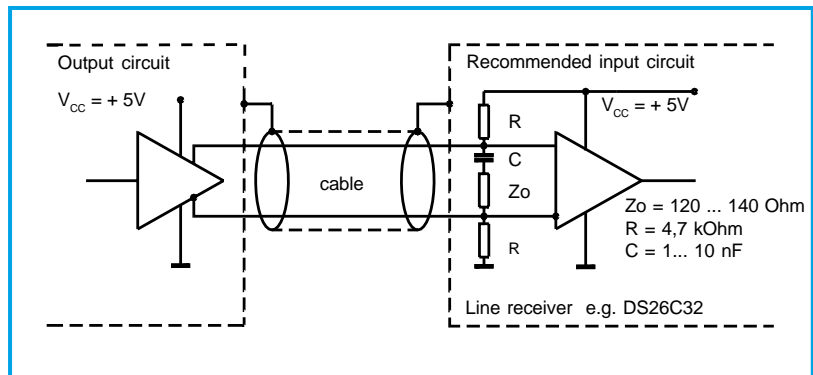 Output circuit
V_CC = + 5V
cable
Recommended input circuit
V_CC = + 5V
R
C
Zo
R
Zo = 120 ... 140 Ohm
R = 4,7 kOhm
C = 1... 10 nF
Line receiver e.g. DS26C32